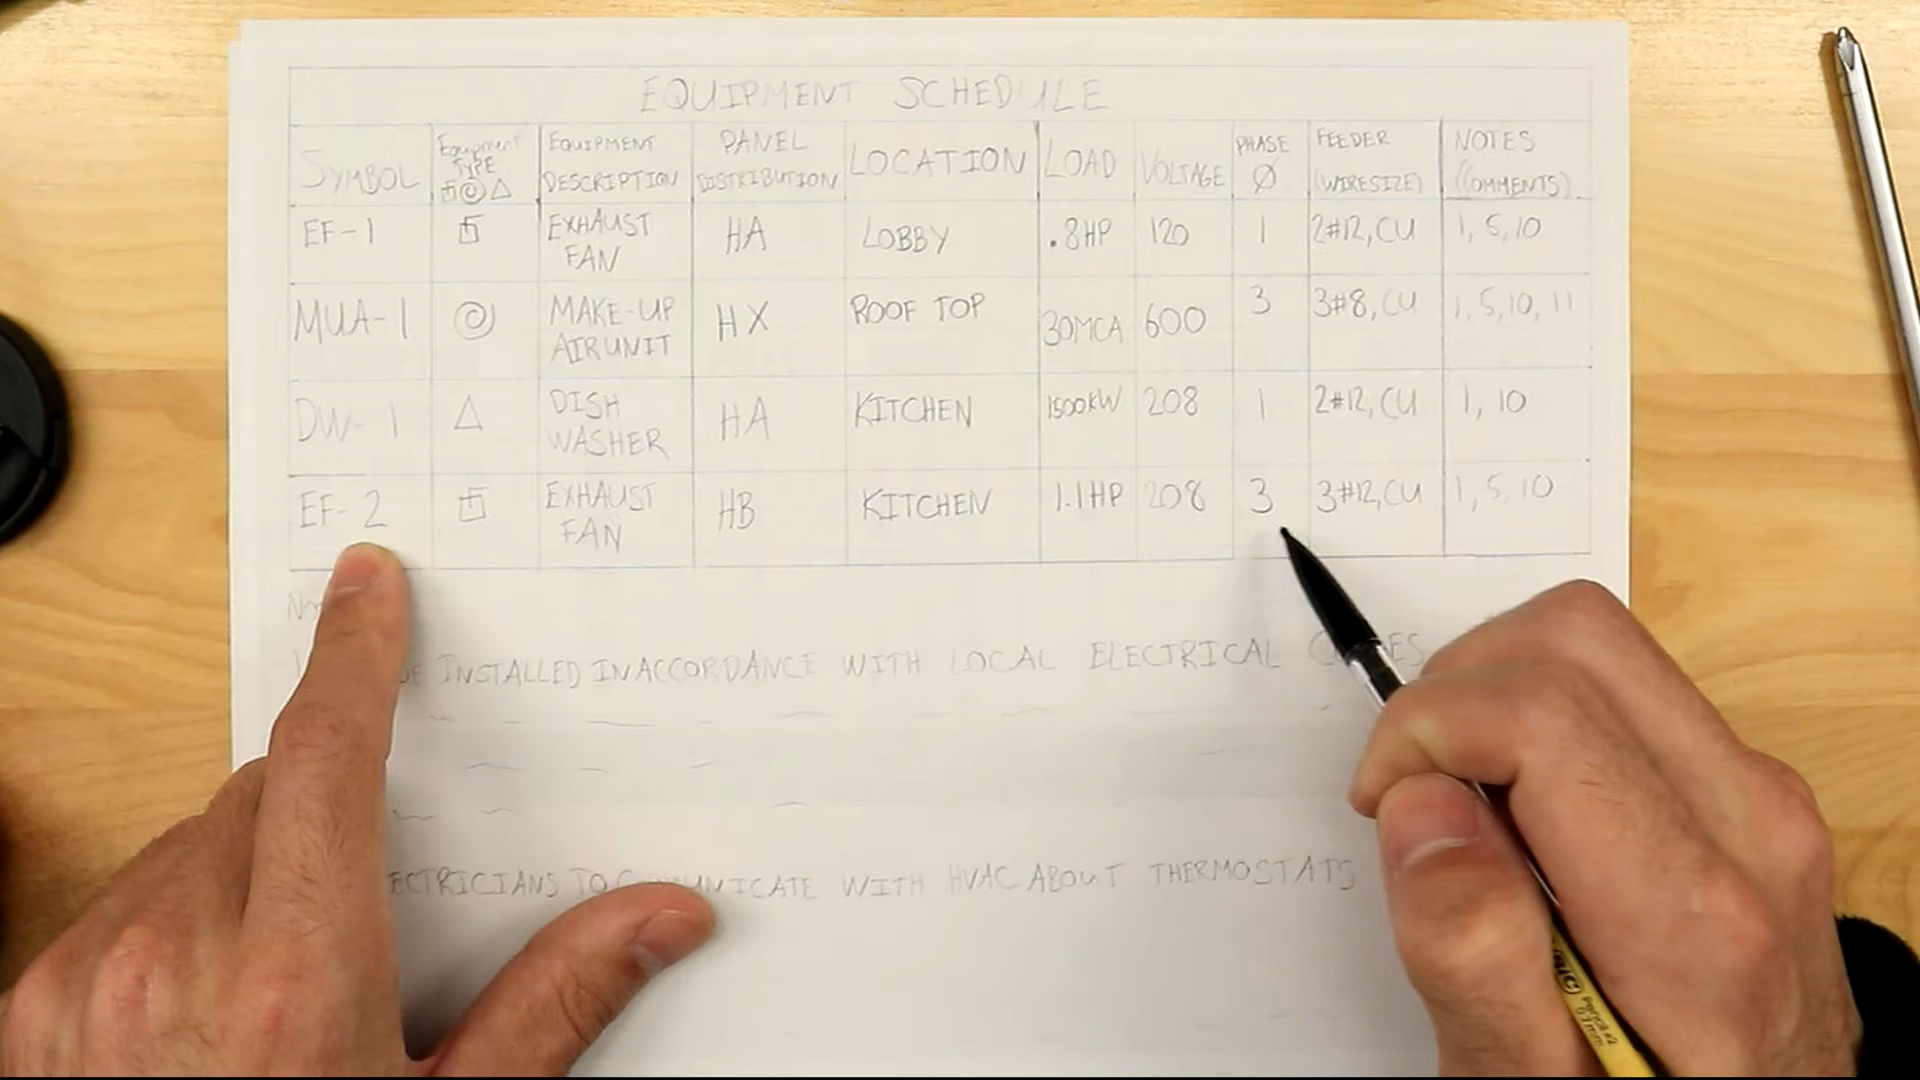 EQUIPMENT SCHEDULE
SYMBOL
Equipment TYPE
EQUIPMENT DESCRIPTION
PANEL DISTRIBUTION
LOCATION
LOAD
VOLTAGE
PHASE Ø
FEEDER (WIRESIZE)
NOTES (COMMENTS)
EF-1 EXHAUST FAN HA LOBBY .8HP 120 1 2#12, CU 1, 5, 10
MUA-1 MAKE-UP AIR UNIT HX ROOF TOP 30MCA 600 3 3#8, CU 1, 5, 10, 11
DW-1 DISH WASHER HA KITCHEN 1500KW 208 1 2#12, CU 1, 10
EF-2 EXHAUST FAN HB KITCHEN 1.1HP 208 3 3#12, CU 1, 5, 10
INSTALLED IN ACCORDANCE WITH LOCAL ELECTRICAL
WITH HVAC ABOUT THERMOSTATS
BIC